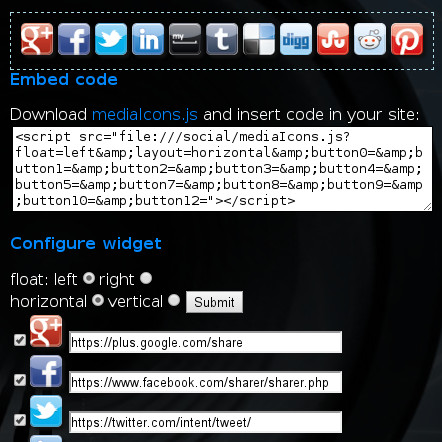 g+ f in my t digg
Embed code
Download mediaIcons.js and insert code in your site:
<script src="file:///social/mediaIcons.js?
float=left&amp;layout=horizontal&amp;button0=&amp;b
utton1=&amp;button2=&amp;button3=&amp;button4=&amp;
button5=&amp;button7=&amp;button8=&amp;button9=&amp
;button10=&amp;button12="></script>
Configure widget
float: left right
horizontal vertical Submit
g+ https://plus.google.com/share
f https://www.facebook.com/sharer/sharer.php
https://twitter.com/intent/tweet/